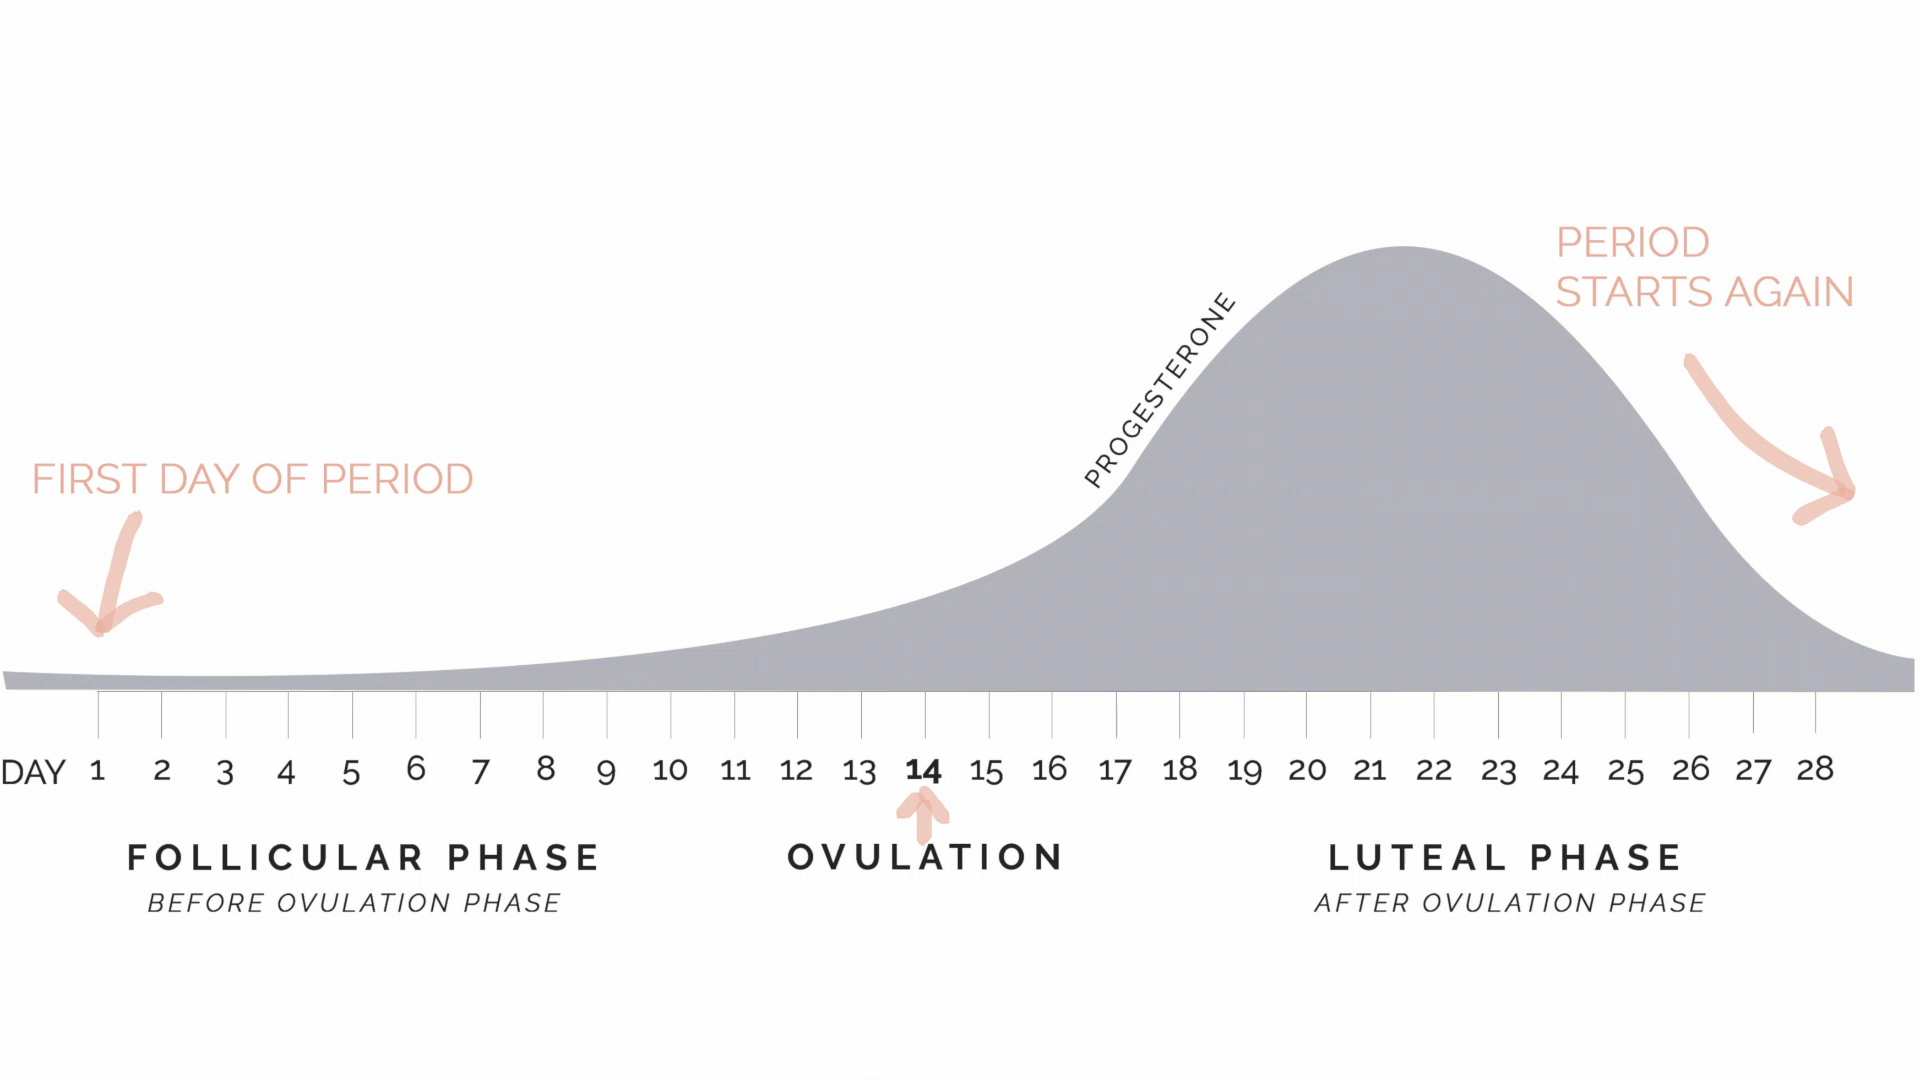 PERIOD
STARTS AGAIN
PROGESTERONE
FIRST DAY OF PERIOD
DAY 1 2 3 4 5 6 7 8 9 10 11 12 13 14 15 16 17 18 19 20 21 22 23 24 25 26 27 28
FOLLICULAR PHASE
BEFORE OVULATION PHASE
OVULATION
LUTEAL PHASE
AFTER OVULATION PHASE